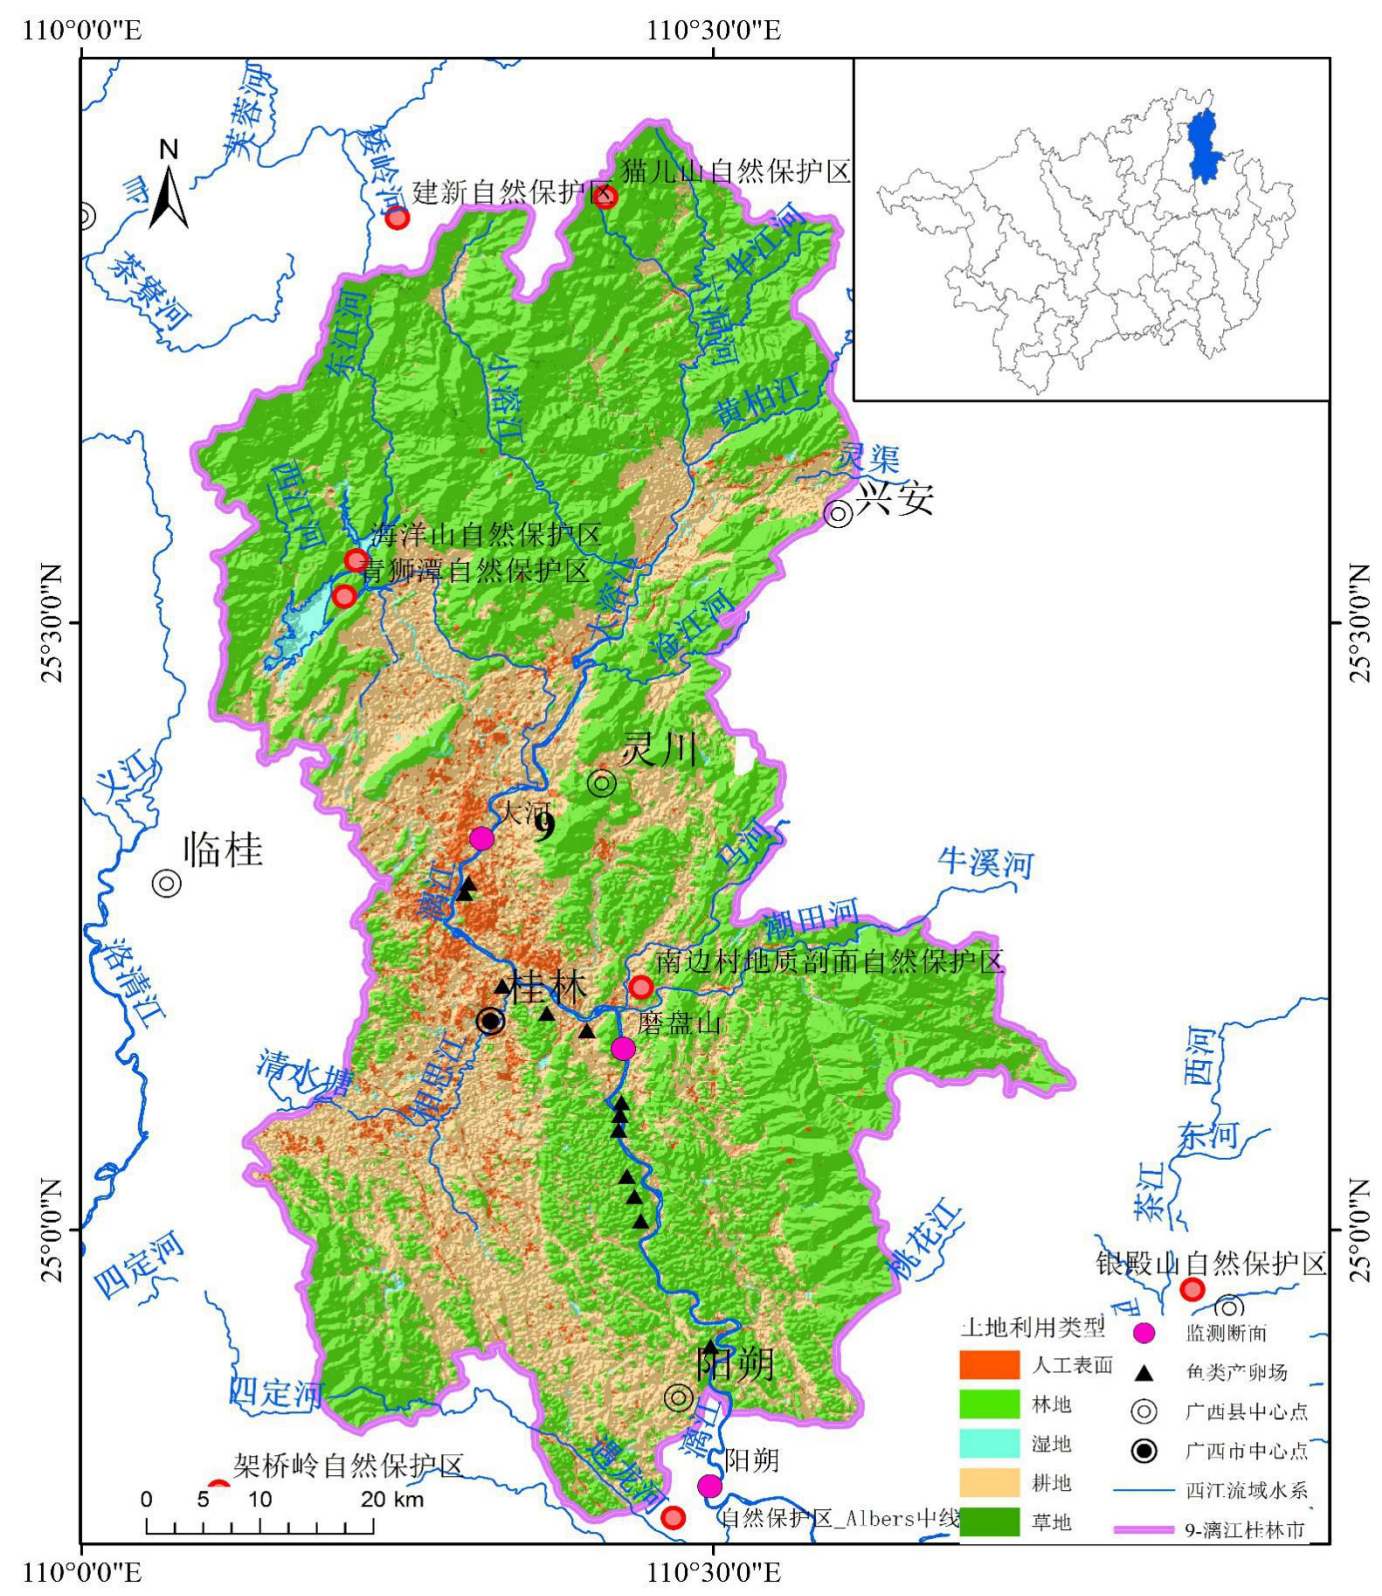 110°0'0"E
110°30'0"E
芙蓉河
矮岭河
N
建新自然保护区
猫儿山自然保护区
华江河
茶寮河
六洞河
东江河
小溶江
黄柏江
灵渠
兴安
西江河
海洋山自然保护区
青狮潭自然保护区
大溶江
淦江河
25°30'0"N
25°30'0"N
灵川
义江
大河
9
临桂
马河
漓江
牛溪河
潮田河
洛清江
南边村地质剖面自然保护区
桂林
磨盘山
西河
清水塘
相思江
东河
茶江
25°0'0"N
25°0'0"N
四定河
桃花江
银殿山自然保护区
土地利用类型
人工表面
林地
湿地
耕地
草地
监测断面
鱼类产卵场
广西县中心点
广西市中心点
西江流域水系
9-漓江桂林市
阳朔
四定河
漓江
遇龙河
阳朔
架桥岭自然保护区
0 5 10 20 km
自然保护区_Albers中线
110°0'0"E
110°30'0"E